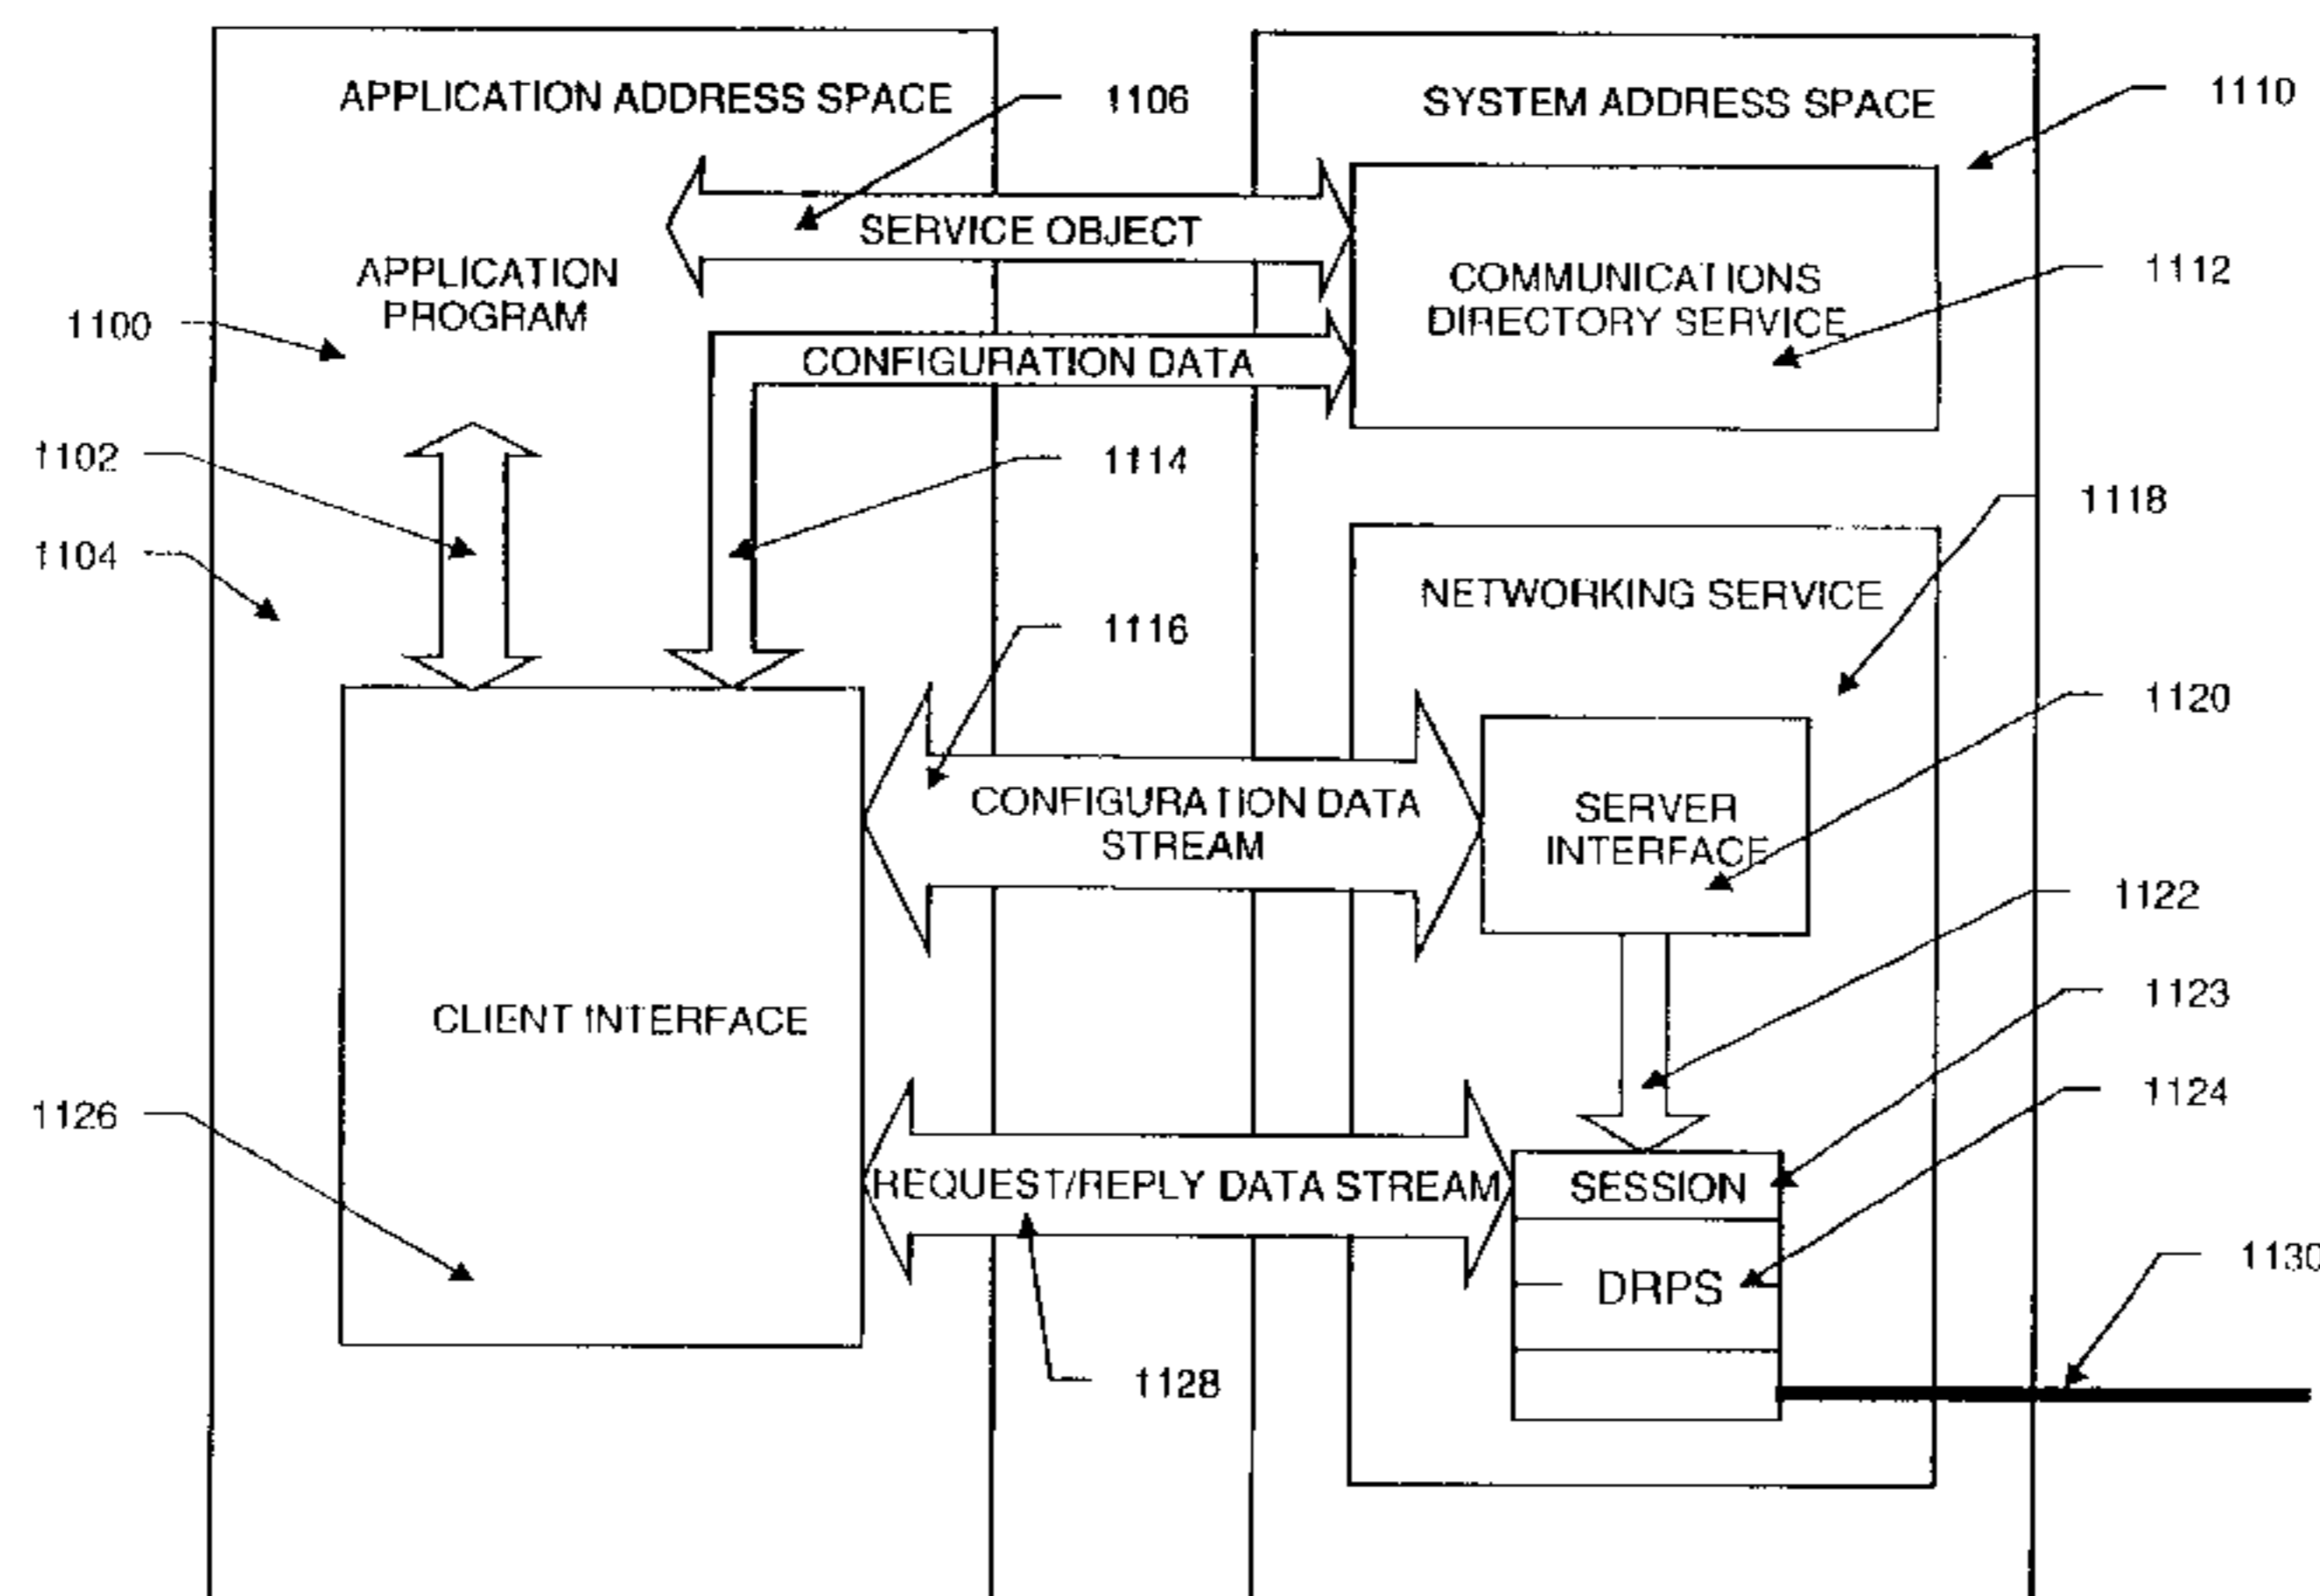 APPLICATION ADDRESS SPACE
1106
SYSTEM ADDRESS SPACE
1110
SERVICE OBJECT
APPLICATION
PROGRAM
COMMUNICATIONS
DIRECTORY SERVICE
1112
1100
CONFIGURATION DATA
1102
1114
1118
1104
NETWORKING SERVICE
1116
1120
CONFIGURATION DATA
STREAM
SERVER
INTERFACE
1122
CLIENT INTERFACE
1123
1124
1126
REQUEST/REPLY DATA STREAM
SESSION
DRPS
1130
1128